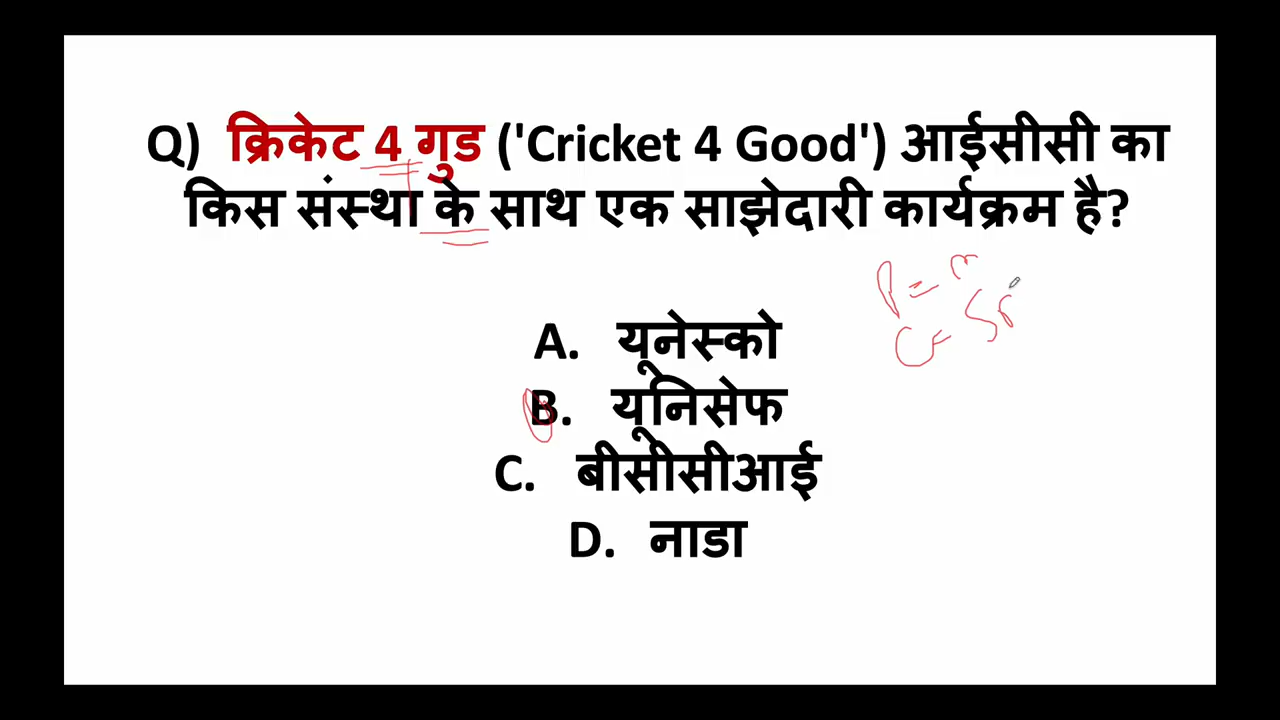 Q) क्रिकेट 4 गुड ('Cricket 4 Good') आईसीसी का
किस संस्था के साथ एक साझेदारी कार्यक्रम है?
A. यूनेस्को
B. यूनिसेफ
C. बीसीसीआई
D. नाडा